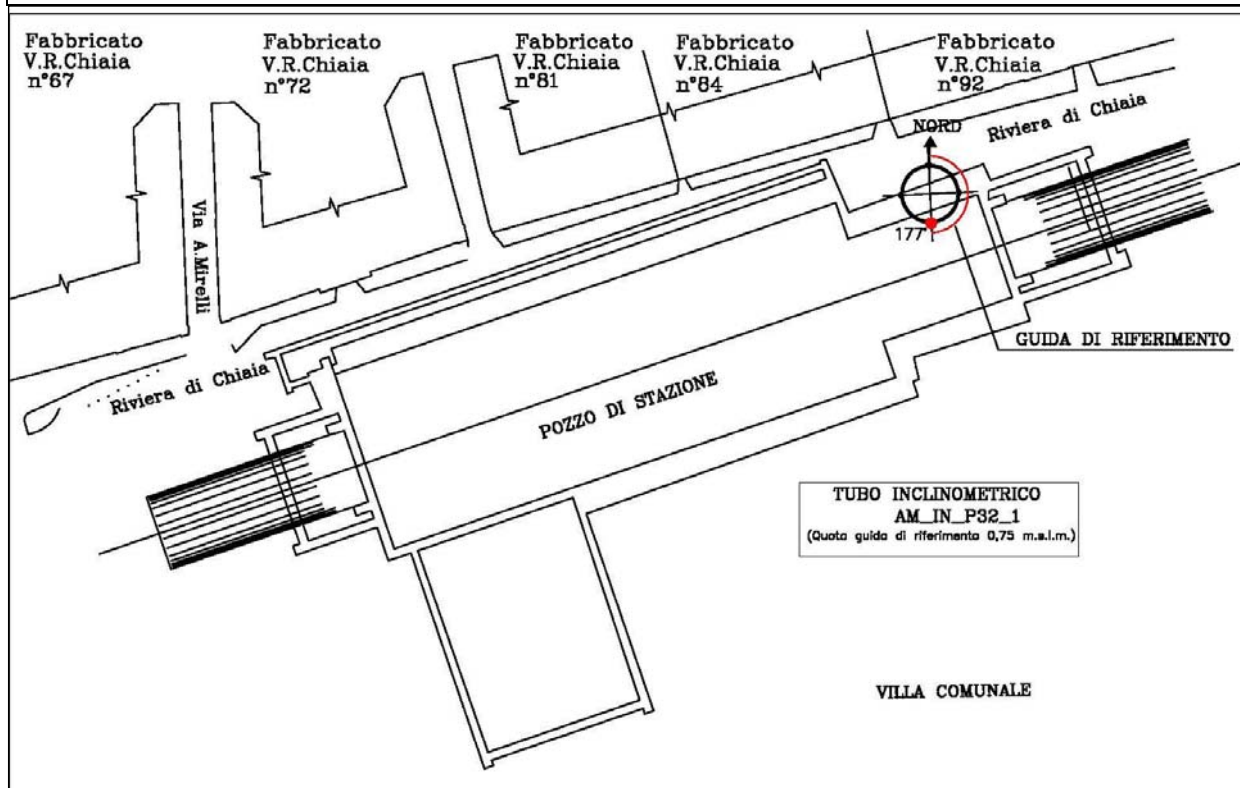 Fabbricato
V.R.Chiaia
n°67
Fabbricato
V.R.Chiaia
n°72
Fabbricato
V.R.Chiaia
n°81
Fabbricato
V.R.Chiaia
n°84
Fabbricato
V.R.Chiaia
n°92
NORD
Riviera di Chiaia
Via A.Mirelli
177°
GUIDA DI RIFERIMENTO
Riviera di Chiaia
POZZO DI STAZIONE
TUBO INCLINOMETRICO
AM_IN_P32_1
(Quota guida di riferimento 0,75 m.s.l.m.)
VILLA COMUNALE